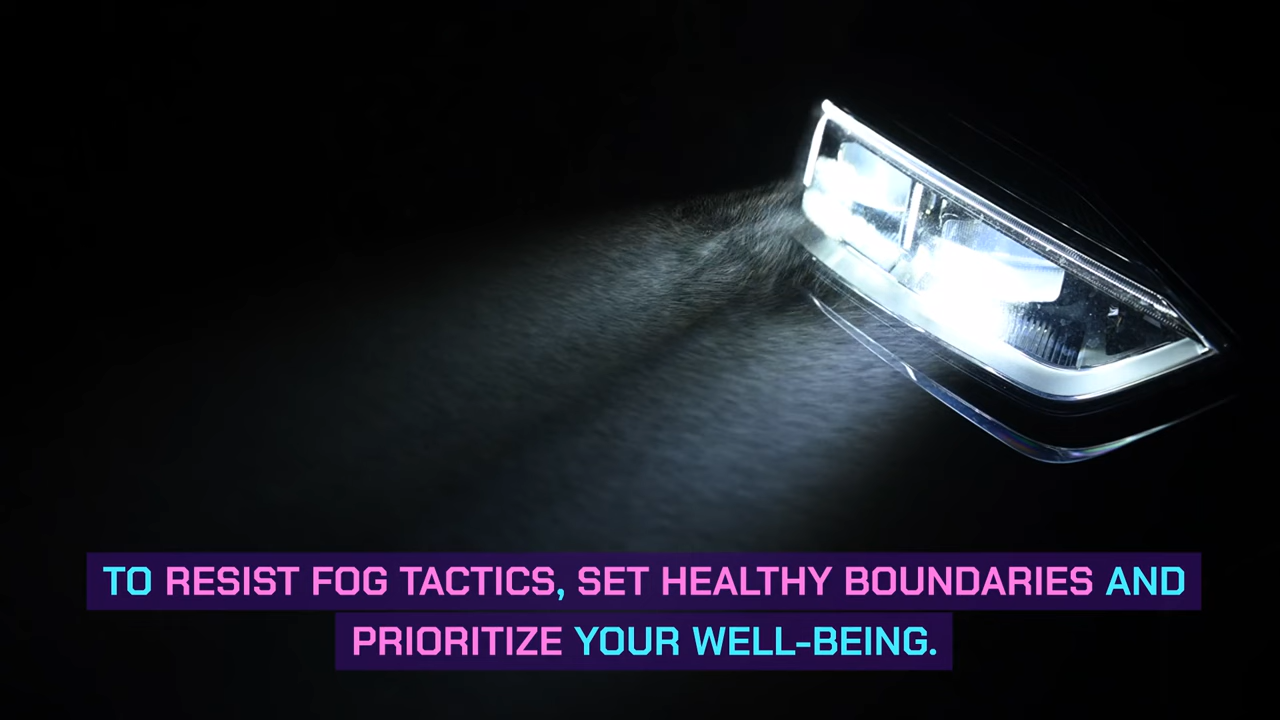 TO RESIST FOG TACTICS, SET HEALTHY BOUNDARIES AND
PRIORITIZE YOUR WELL-BEING.